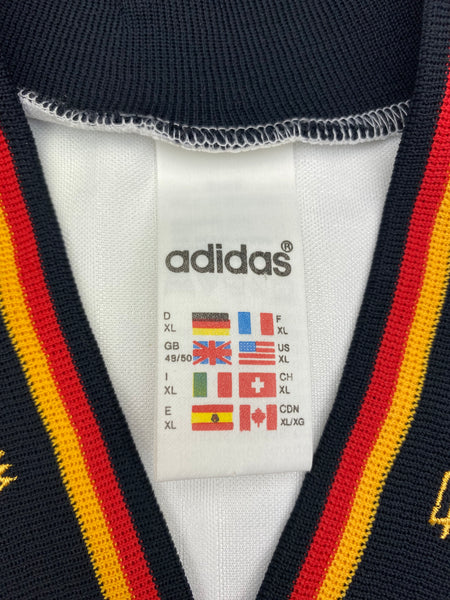 adidas®
D XL F XL
GB 48/50 US XL
I XL CH XL
E XL CDN XL/XG